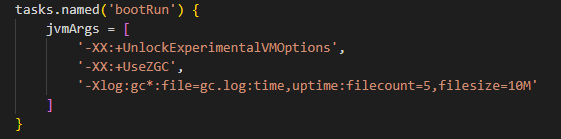 tasks.named('bootRun') {
    jvmArgs = [
        '-XX:+UnlockExperimentalVMOptions',
        '-XX:+UseZGC',
        '-Xlog:gc*:file=gc.log:time,uptime:filecount=5,filesize=10M'
    ]
}